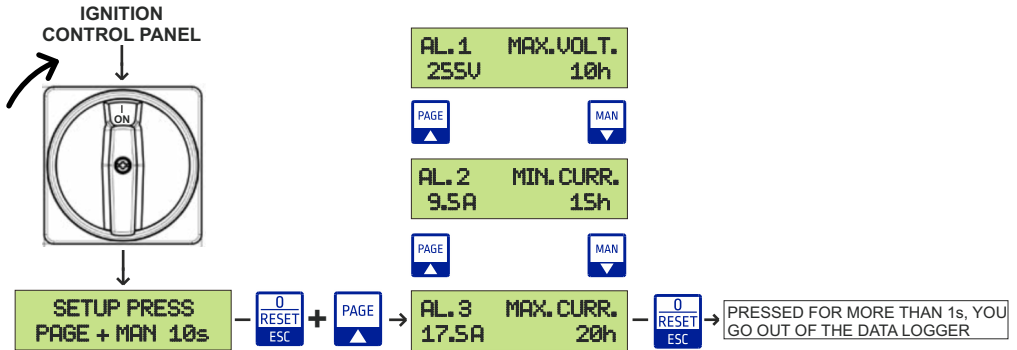 IGNITION
CONTROL PANEL
I
ON
AL.1 MAX.VOLT.
255V 10h
PAGE
MAN
AL.2 MIN.CURR.
9.5A 15h
PAGE
MAN
SETUP PRESS
PAGE + MAN 10s
–
0
RESET
ESC
+
PAGE
AL.3 MAX.CURR.
17.5A 20h
–
0
RESET
ESC
PRESSED FOR MORE THAN 1s, YOU
GO OUT OF THE DATA LOGGER